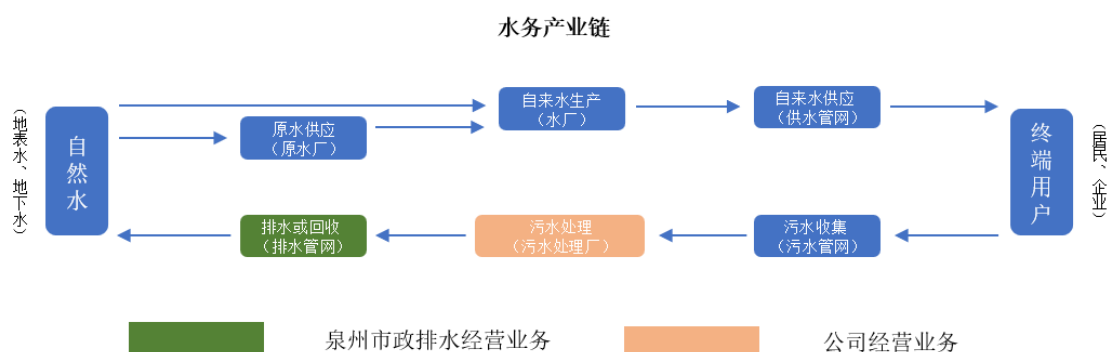 水务产业链
（地表水、地下水）
自然水
原水供应
（原水厂）
自来水生产
（水厂）
自来水供应
（供水管网）
终端用户
（居民、企业）
排水或回收
（排水管网）
污水处理
（污水处理厂）
污水收集
（污水管网）
泉州市政排水经营业务
公司经营业务